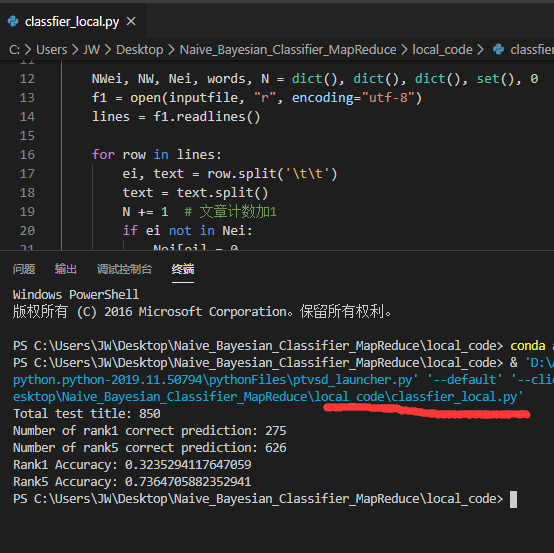 classfier_local.py
C: > Users > JW > Desktop > Naive_Bayesian_Classifier_MapReduce > local_code > classfier
11
12 NWei, NW, Nei, words, N = dict(), dict(), dict(), set(), 0
13 f1 = open(inputfile, "r", encoding="utf-8")
14 lines = f1.readlines()
15
16 for row in lines:
17 ei, text = row.split('\t\t')
18 text = text.split()
19 N += 1 # 文章计数加1
20 if ei not in Nei:
21 Nei[ei] = 0
问题 输出 调试控制台 终端
Windows PowerShell
版权所有 (C) 2016 Microsoft Corporation。保留所有权利。
PS C:\Users\JW\Desktop\Naive_Bayesian_Classifier_MapReduce\local_code> conda a
PS C:\Users\JW\Desktop\Naive_Bayesian_Classifier_MapReduce\local_code> & 'D:\
python.python-2019.11.50794\pythonFiles\ptvsd_launcher.py' '--default' '--clie
esktop\Naive_Bayesian_Classifier_MapReduce\local_code\classfier_local.py'
Total test title: 850
Number of rank1 correct prediction: 275
Number of rank5 correct prediction: 626
Rank1 Accuracy: 0.3235294117647059
Rank5 Accuracy: 0.7364705882352941
PS C:\Users\JW\Desktop\Naive_Bayesian_Classifier_MapReduce\local_code>